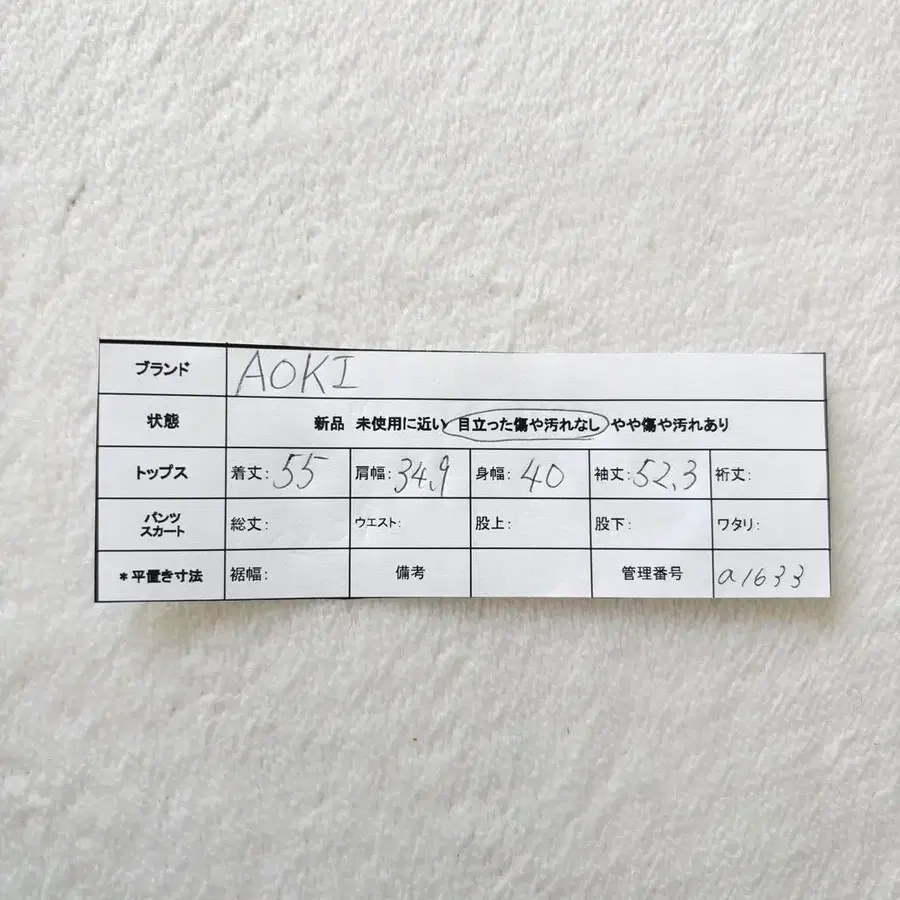 ブランド AOKI
状態 新品 未使用に近い 目立った傷や汚れなし やや傷や汚れあり
トップス 着丈: 55 肩幅: 34.9 身幅: 40 袖丈: 52.3 裄丈:
パンツ スカート 総丈: ウエスト: 股上: 股下: ワタリ:
*平置き寸法 裾幅: 備考 管理番号 a1633